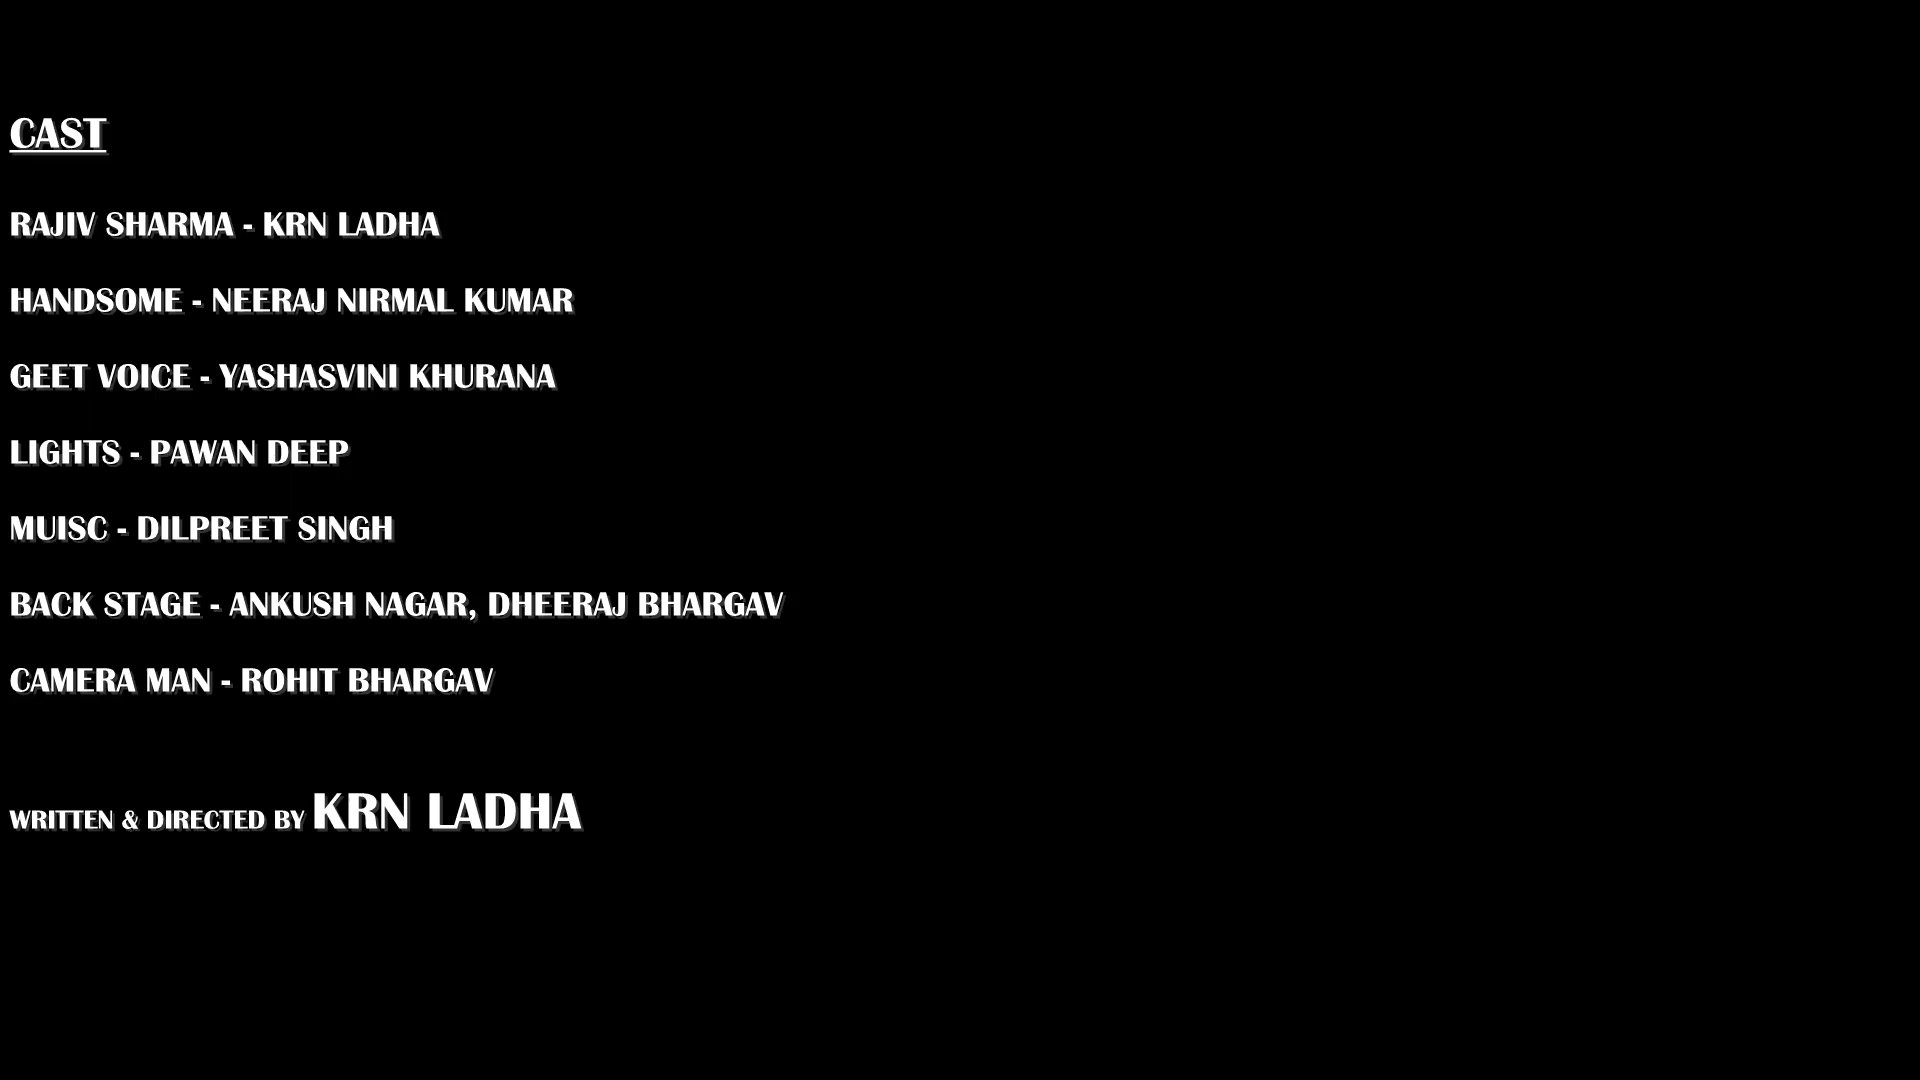 CAST
RAJIV SHARMA - KRN LADHA
HANDSOME - NEERAJ NIRMAL KUMAR
GEET VOICE - YASHASVINI KHURANA
LIGHTS - PAWAN DEEP
MUISC - DILPREET SINGH
BACK STAGE - ANKUSH NAGAR, DHEERAJ BHARGAV
CAMERA MAN - ROHIT BHARGAV
WRITTEN & DIRECTED BY KRN LADHA